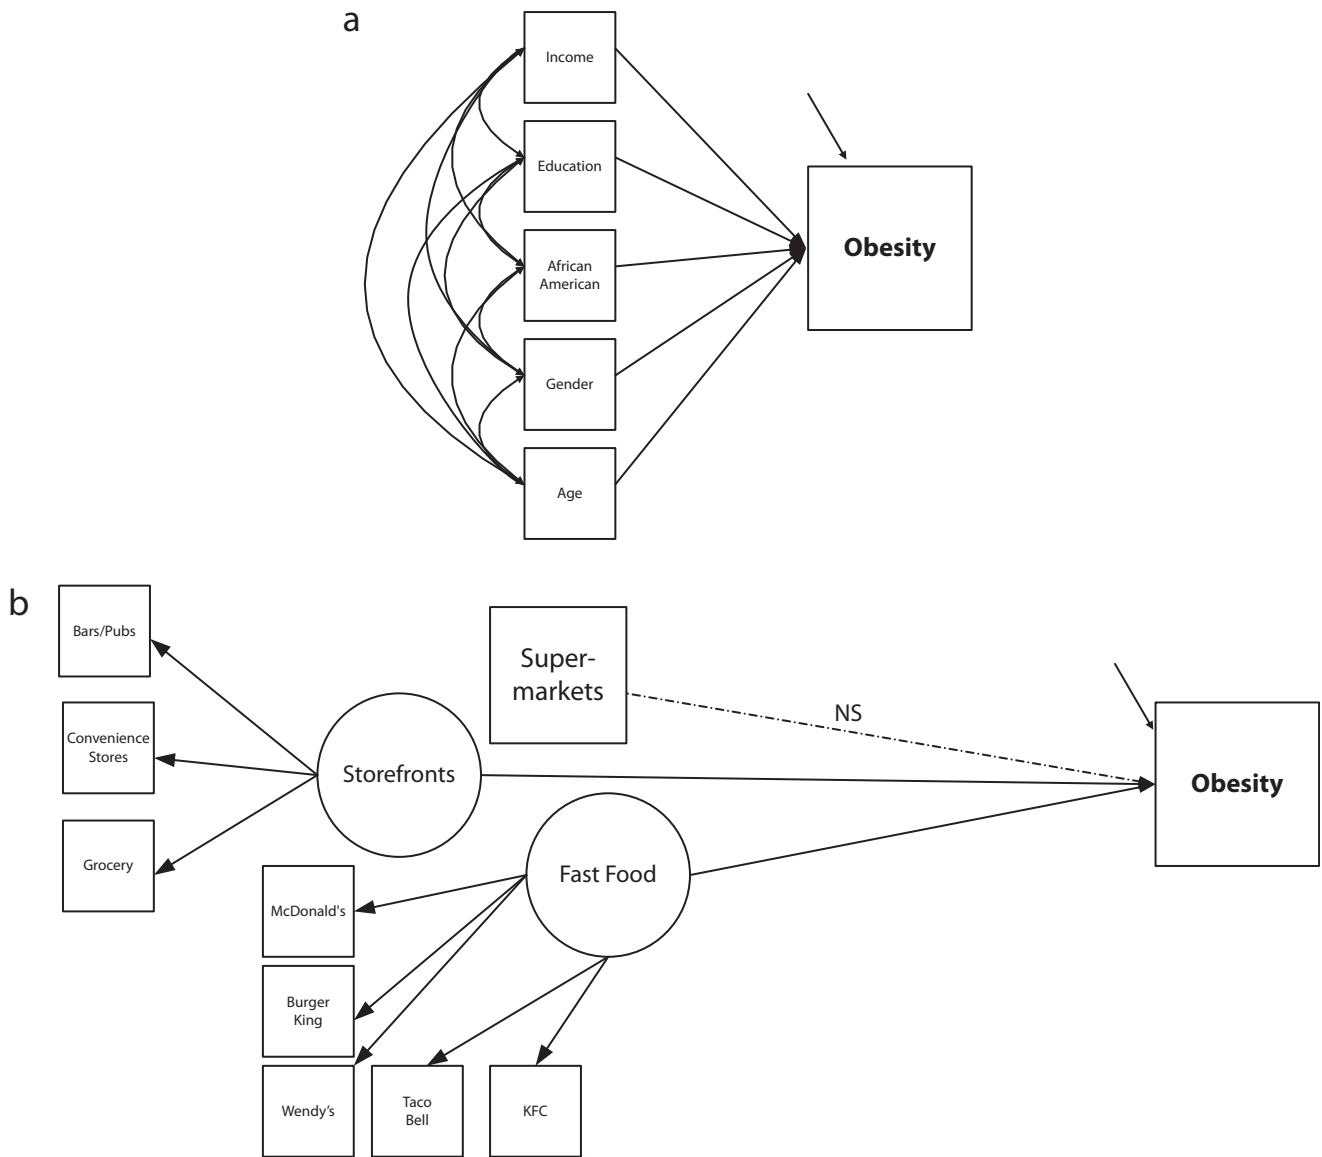 a
Income
Education
African
American
Gender
Age
Obesity
b
Bars/Pubs
Convenience
Stores
Grocery
Storefronts
Super-
markets
NS
Obesity
Fast Food
McDonald's
Burger
King
Wendy’s
Taco
Bell
KFC